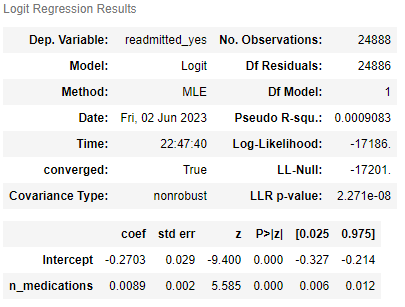 Logit Regression Results
Dep. Variable: readmitted_yes No. Observations: 24888
Model: Logit Df Residuals: 24886
Method: MLE Df Model: 1
Date: Fri, 02 Jun 2023 Pseudo R-squ.: 0.0009083
Time: 22:47:40 Log-Likelihood: -17186.
converged: True LL-Null: -17201.
Covariance Type: nonrobust LLR p-value: 2.271e-08
coef std err z P>|z| [0.025 0.975]
Intercept -0.2703 0.029 -9.400 0.000 -0.327 -0.214
n_medications 0.0089 0.002 5.585 0.000 0.006 0.012